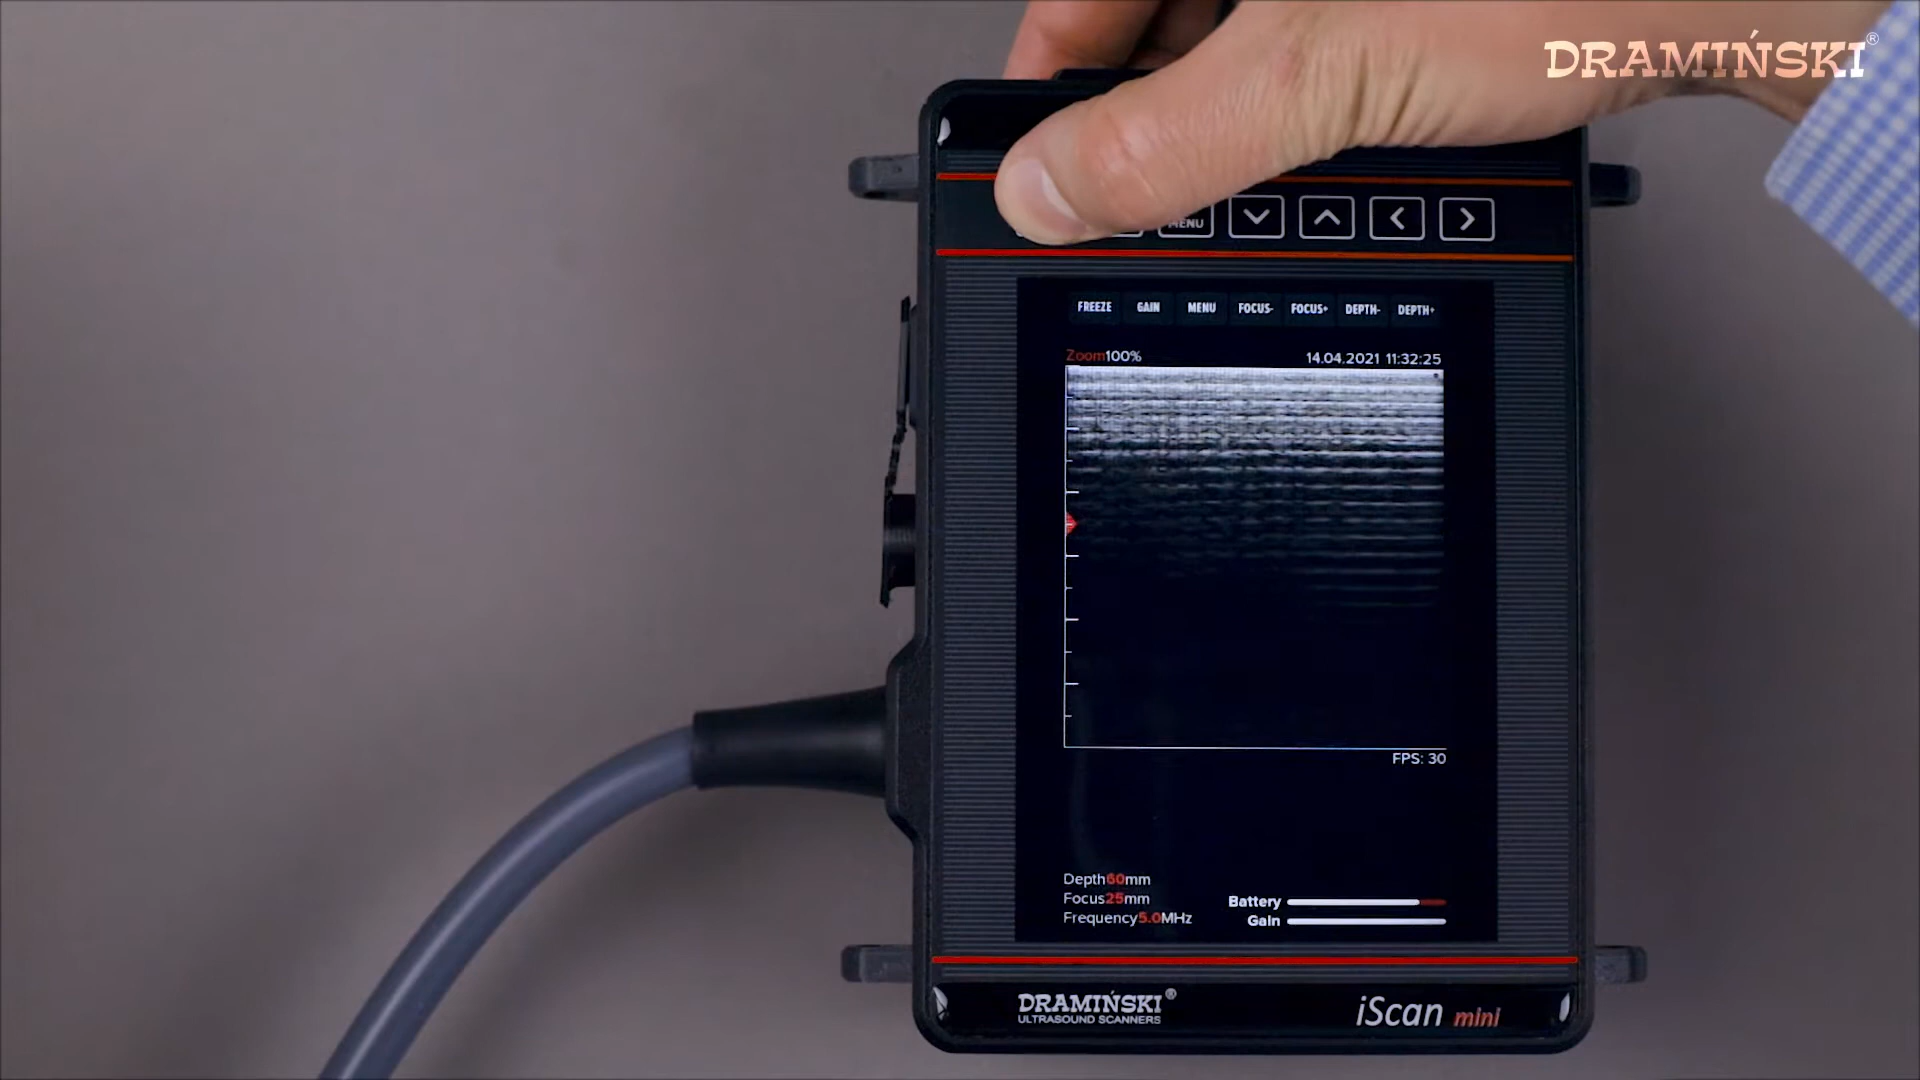 DRAMIŃSKI®
MENU
FREEZE GAIN MENU FOCUS- FOCUS+ DEPTH- DEPTH+
Zoom100% 14.04.2021 11:32:25
FPS: 30
Depth60mm
Focus25mm
Frequency5.0MHz
Battery
Gain
DRAMIŃSKI®
ULTRASOUND SCANNERS
iScan mini